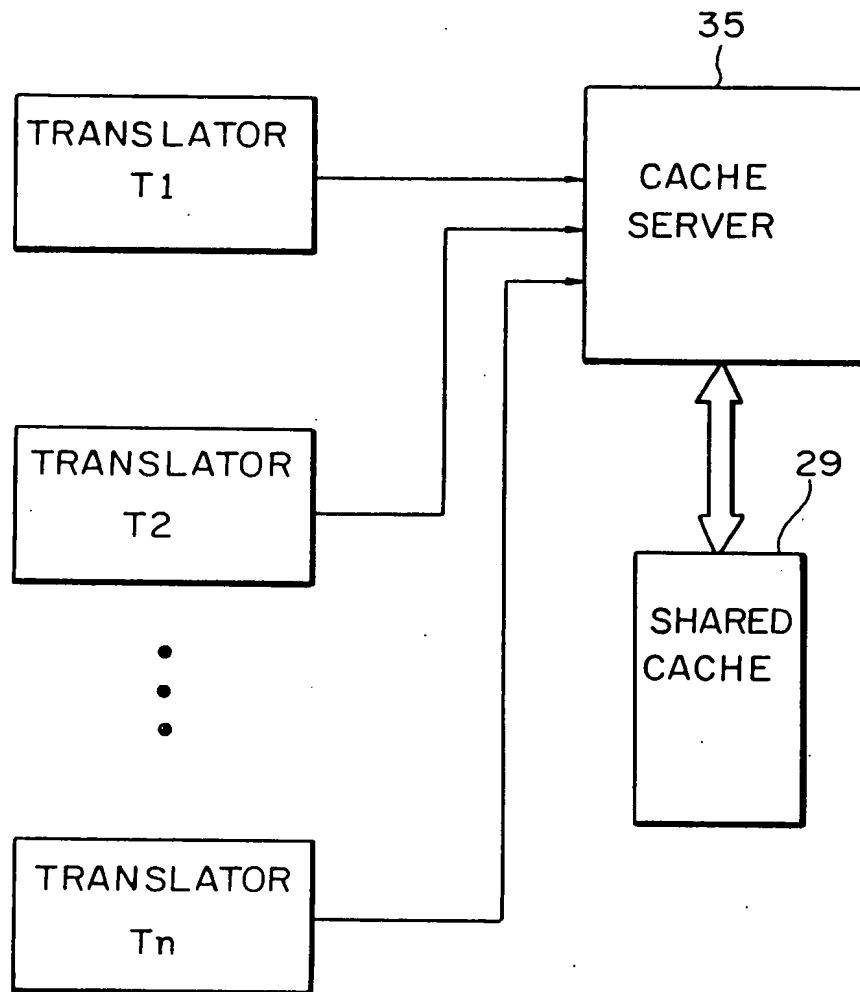 35
TRANSLATOR
T1
CACHE
SERVER
TRANSLATOR
T2
29
SHARED
CACHE
TRANSLATOR
Tn